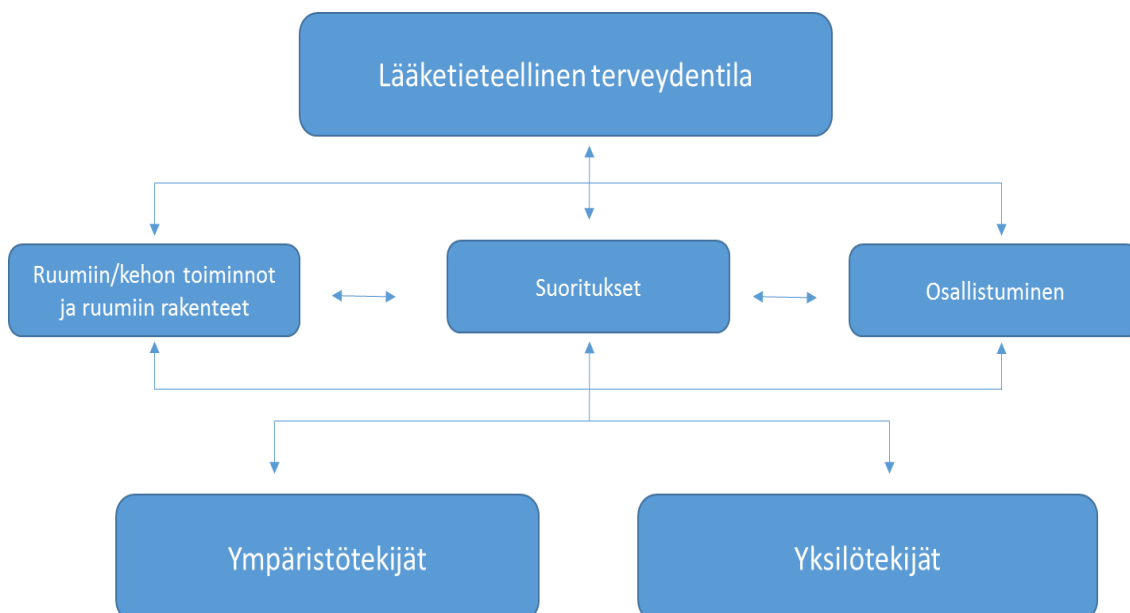 Lääketieteellinen terveydentila
Ruumiin/kehon toiminnot
ja ruumiin rakenteet
Suoritukset
Osallistuminen
Ympäristötekijät
Yksilötekijät